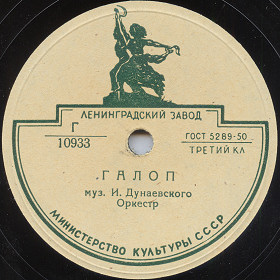 ЛЕНИНГРАДСКИЙ ЗАВОД
Г
10933
ГОСТ 5289-50
ТРЕТИЙ КЛ
ГАЛОП
муз. И. Дунаевского
Оркестр
МИНИСТЕРСТВО КУЛЬТУРЫ СССР